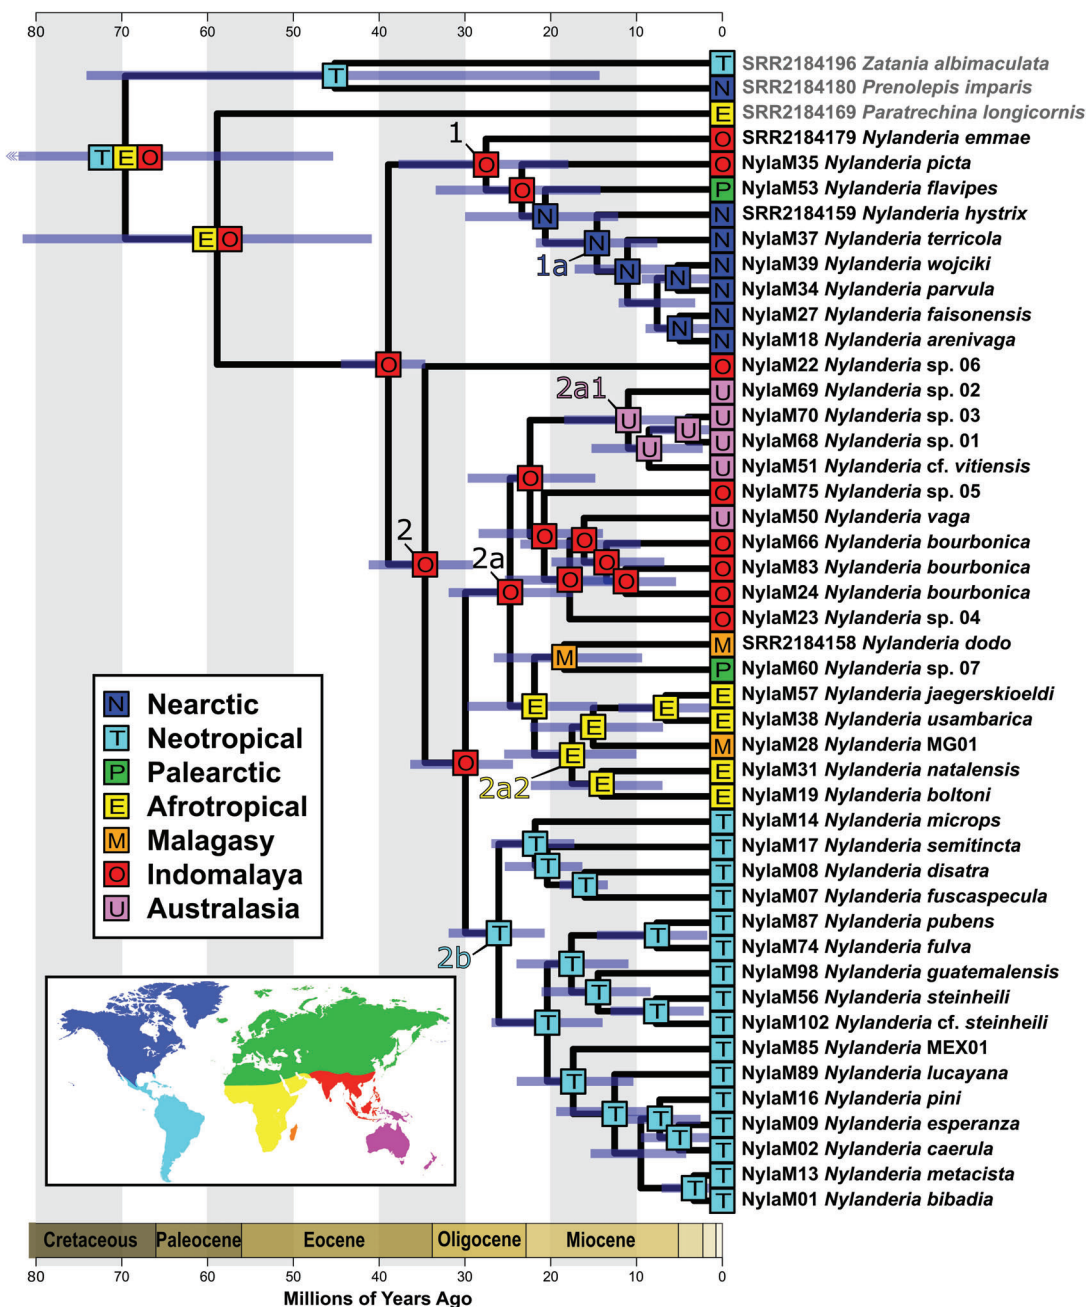 80 70 60 50 40 30 20 10 0
T SRR2184196 Zatania albimaculata
T
N SRR2184180 Prenolepis imparis
E SRR2184169 Paratrechina longicornis
1
O SRR2184179 Nylanderia emmae
T E O
O
O NylaM35 Nylanderia picta
O
P NylaM53 Nylanderia flavipes
N
N SRR2184159 Nylanderia hystrix
E O
N
N NylaM37 Nylanderia terricola
1a
N
N NylaM39 Nylanderia wojciki
N
N NylaM34 Nylanderia parvula
N NylaM27 Nylanderia faisonensis
N
N NylaM18 Nylanderia arenivaga
O
O NylaM22 Nylanderia sp. 06
2a1
U NylaM69 Nylanderia sp. 02
U
U NylaM70 Nylanderia sp. 03
U
U NylaM68 Nylanderia sp. 01
U
U NylaM51 Nylanderia cf. vitiensis
O
O NylaM75 Nylanderia sp. 05
U NylaM50 Nylanderia vaga
2
O
O
O NylaM66 Nylanderia bourbonica
2a
O
O
O NylaM83 Nylanderia bourbonica
O
O
O
O NylaM24 Nylanderia bourbonica
O NylaM23 Nylanderia sp. 04
M SRR2184158 Nylanderia dodo
M
P NylaM60 Nylanderia sp. 07
E NylaM57 Nylanderia jaegerskioeldi
E
E
E NylaM38 Nylanderia usambarica
E
M NylaM28 Nylanderia MG01
E
O
2a2
E NylaM31 Nylanderia natalensis
E
E NylaM19 Nylanderia boltoni
T NylaM14 Nylanderia microps
T
T NylaM17 Nylanderia semitincta
T
T NylaM08 Nylanderia disatra
T
T NylaM07 Nylanderia fuscaspecula
T NylaM87 Nylanderia pubens
T
T
2b
T NylaM74 Nylanderia fulva
T
T NylaM98 Nylanderia guatemalensis
T
T NylaM56 Nylanderia steinheili
T
T
T NylaM102 Nylanderia cf. steinheili
T NylaM85 Nylanderia MEX01
T
T NylaM89 Nylanderia lucayana
T
T NylaM16 Nylanderia pini
T
T NylaM09 Nylanderia esperanza
T
T NylaM02 Nylanderia caerula
T NylaM13 Nylanderia metacista
T
T NylaM01 Nylanderia bibadia
N Nearctic
T Neotropical
P Palearctic
E Afrotropical
M Malagasy
O Indomalaya
U Australasia
Cretaceous Paleocene Eocene Oligocene Miocene
80 70 60 50 40 30 20 10 0
Millions of Years Ago